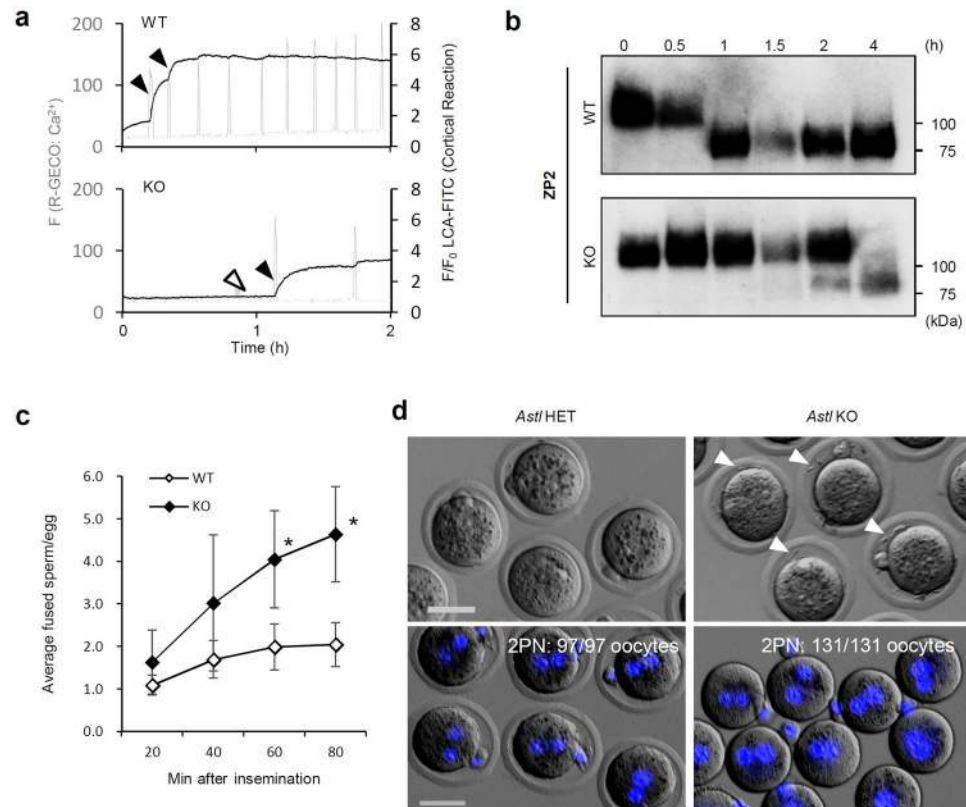 a
WT
200
100
0
8
6
4
2
0
KO
200
100
0
8
6
4
2
0
0
1
2
Time (h)
F (R-GECO: Ca²⁺)
F/F₀ LCA-FITC (Cortical Reaction)
b
0 0.5 1 1.5 2 4 (h)
ZP2
WT
100
75
KO
100
75
(kDa)
c
WT
KO
6.0
5.0
4.0
3.0
2.0
1.0
0.0
* *
20 40 60 80
Average fused sperm/egg
Min after insemination
d
Astl HET
Astl KO
2PN: 97/97 oocytes
2PN: 131/131 oocytes